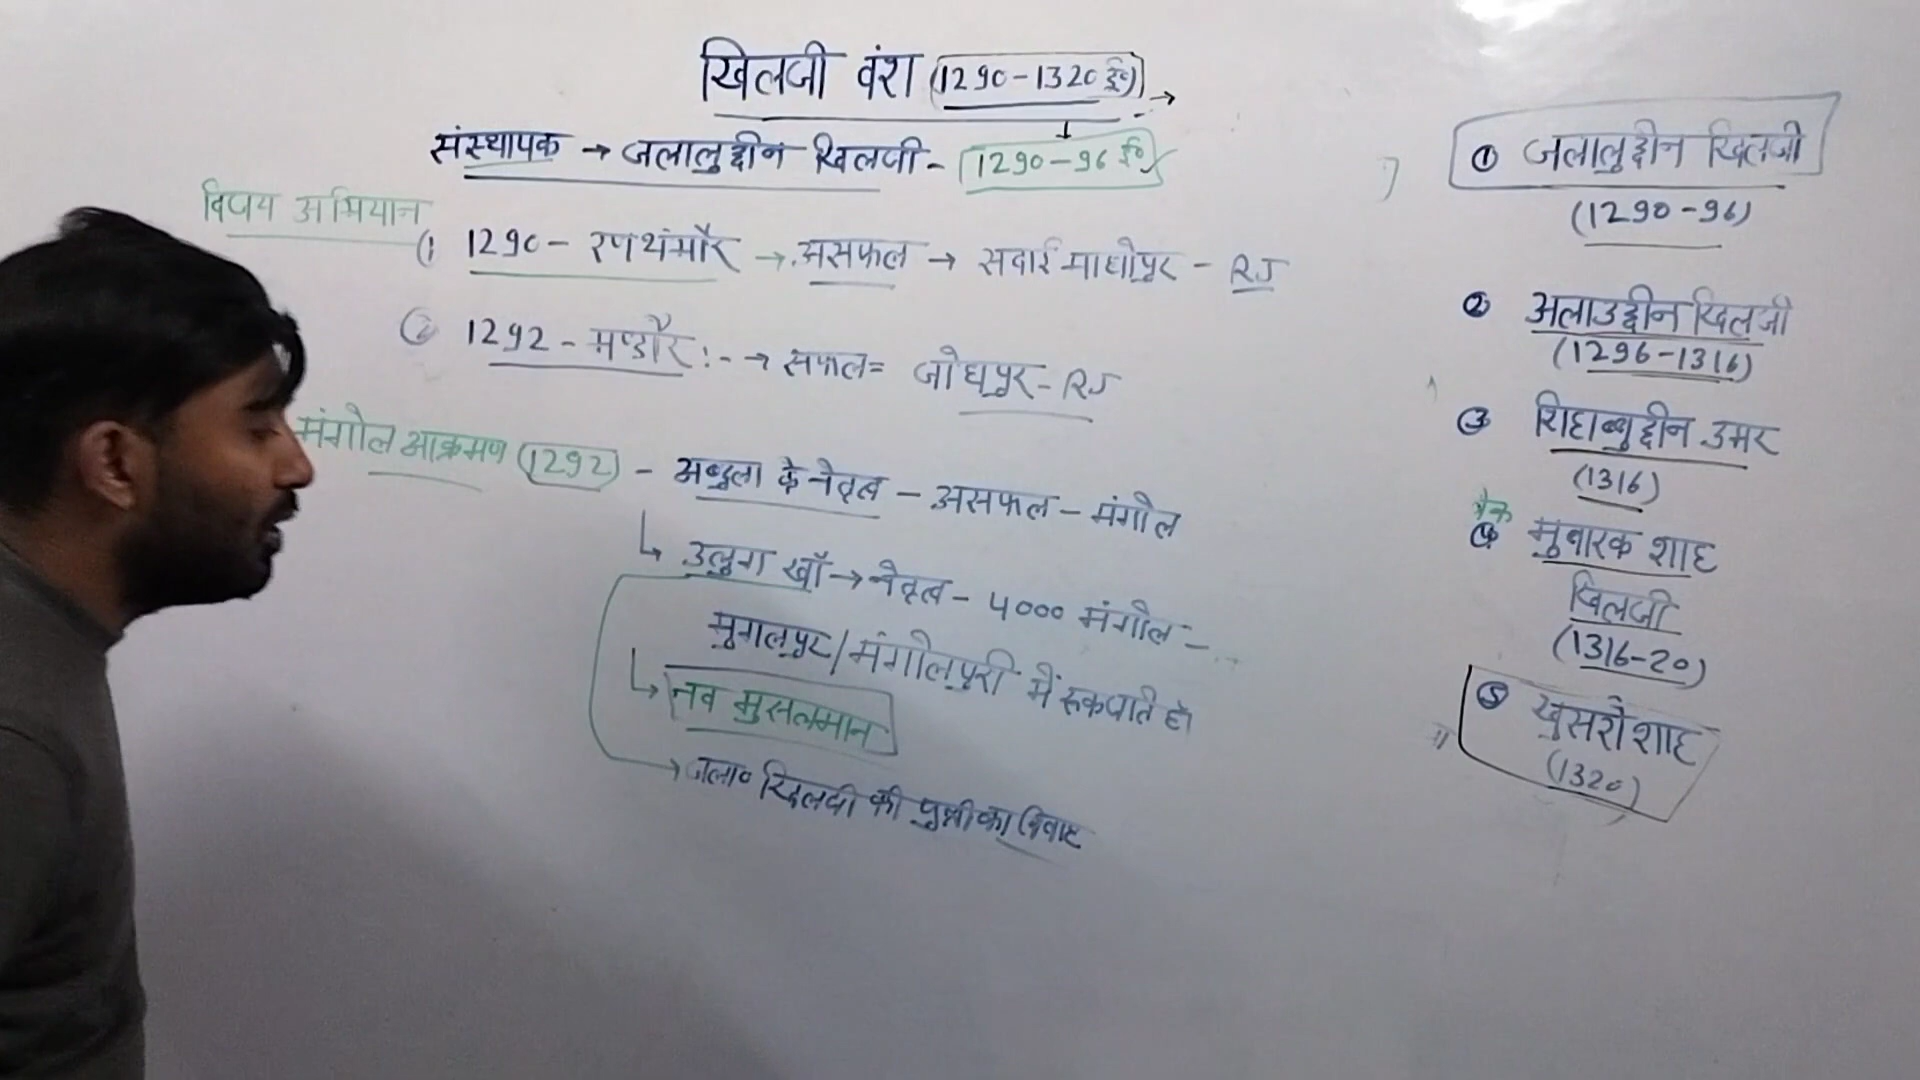 खिलजी वंश (1290-1320 ई०) →
संस्थापक → जलालुद्दीन खिलजी - 1290-96 ई०
विजय अभियान
(1 1290 - रणथंमौर → असफल → सवाई माधोपुर - RJ
(2 1292 - मण्डौर :- → सफल = जोधपुर - RJ
मंगोल आक्रमण (1292) - अब्दुला के नेतृत्व - असफल - मंगोल
↳ उलुग खाँ → नेतृत्व - 4000 मंगोल -
मुगलपुर / मंगोलपुरी में रूकजाते है।
↳ नव मुसलमान
→ जला० खिलजी की पुत्री का विवाह
① जलालुद्दीन खिलजी
(1290-96)
② अलाउद्दीन खिलजी
(1296-1316)
③ शिहाब्युद्दीन उमर
(1316)
④ मुबारक शाह
खिलजी
(1316-20)
⑤ खुसरो शाह
(1320)